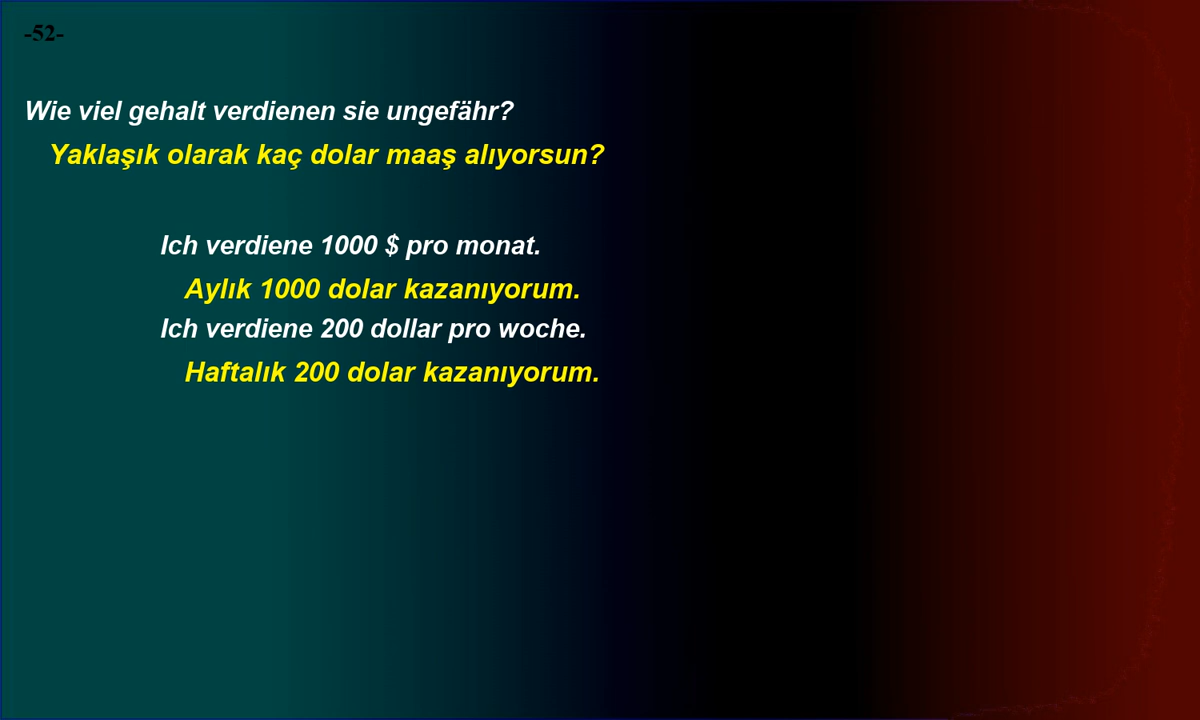 -52-
Wie viel gehalt verdienen sie ungefähr?
Yaklaşık olarak kaç dolar maaş alıyorsun?
Ich verdiene 1000 $ pro monat.
Aylık 1000 dolar kazanıyorum.
Ich verdiene 200 dollar pro woche.
Haftalık 200 dolar kazanıyorum.